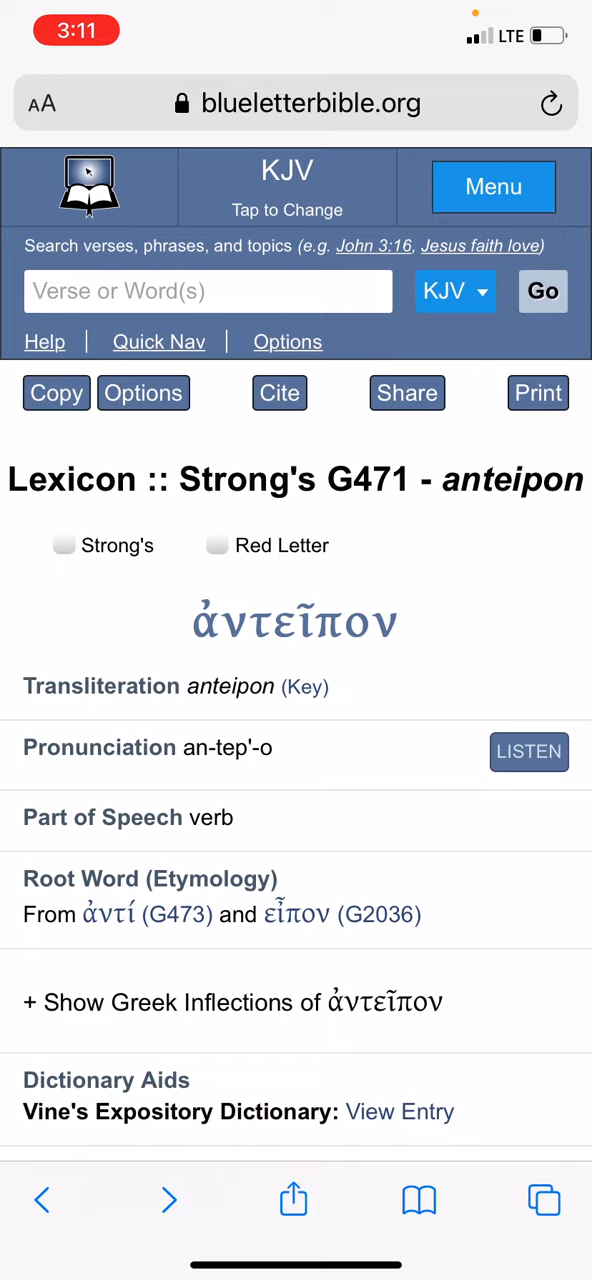 3:11
LTE
AA blueletterbible.org
KJV
Tap to Change
Menu
Search verses, phrases, and topics (e.g. John 3:16, Jesus faith love)
Verse or Word(s) KJV Go
Help Quick Nav Options
Copy Options Cite Share Print
Lexicon :: Strong's G471 - anteipon
Strong's Red Letter
ἀντεῖπον
Transliteration anteipon (Key)
Pronunciation an-tep'-o LISTEN
Part of Speech verb
Root Word (Etymology)
From ἀντί (G473) and εἶπον (G2036)
+ Show Greek Inflections of ἀντεῖπον
Dictionary Aids
Vine's Expository Dictionary: View Entry